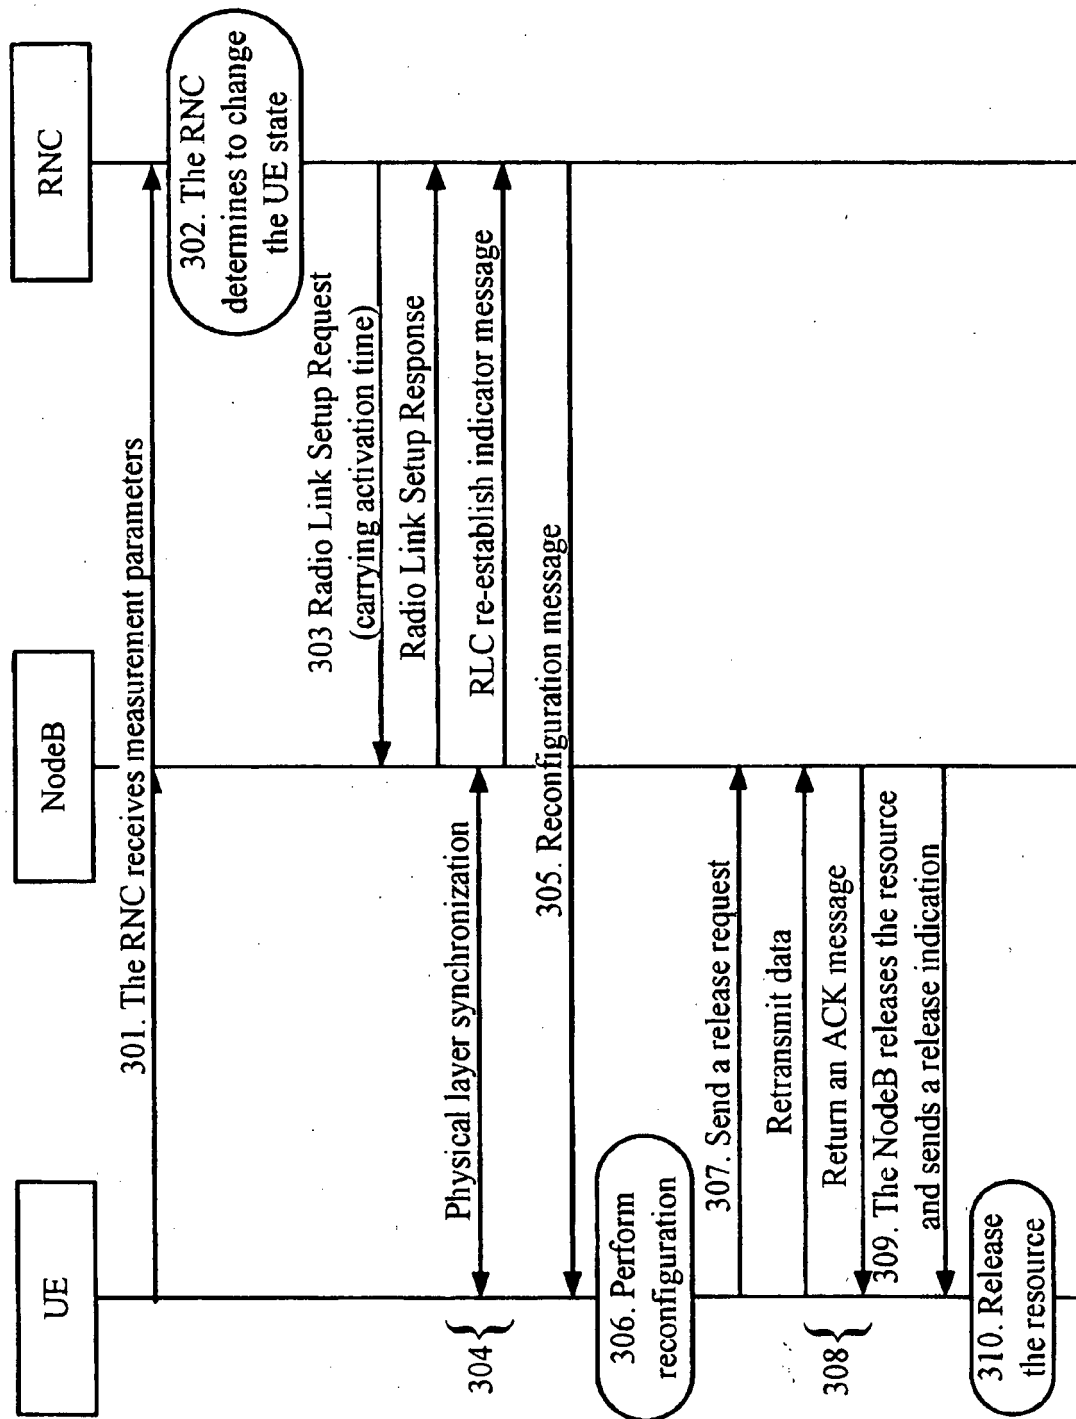 UE
NodeB
RNC
301. The RNC receives measurement parameters
302. The RNC
determines to change
the UE state
303 Radio Link Setup Request
(carrying activation time)
Radio Link Setup Response
304
Physical layer synchronization
RLC re-establish indicator message
305. Reconfiguration message
306. Perform
reconfiguration
307. Send a release request
308
Retransmit data
Return an ACK message
309. The NodeB releases the resource
and sends a release indication
310. Release
the resource